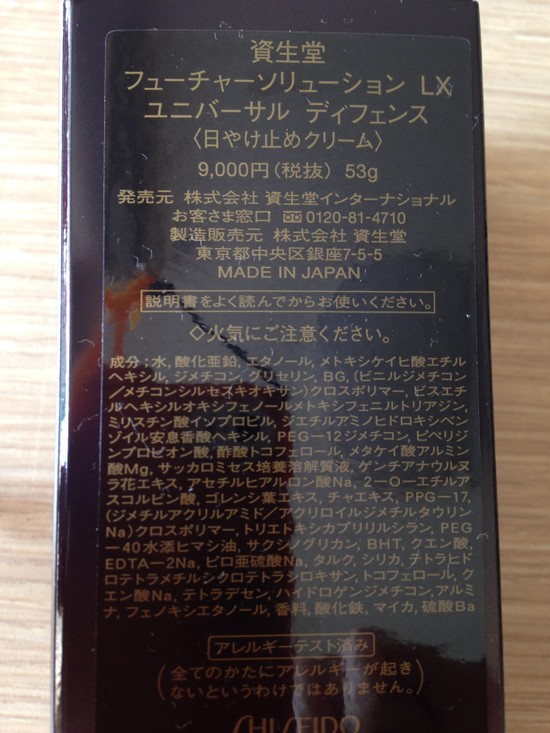 資生堂
フューチャーソリューション LX
ユニバーサル ディフェンス
〈日やけ止めクリーム〉
9,000円(税抜) 53g
発売元 株式会社 資生堂インターナショナル
お客さま窓口 0120-81-4710
製造販売元 株式会社 資生堂
東京都中央区銀座7-5-5
MADE IN JAPAN
説明書をよく読んでからお使いください。
◇火気にご注意ください。
成分:水, 酸化亜鉛, エタノール, メトキシケイヒ酸エチル
ヘキシル, ジメチコン, グリセリン, BG, (ビニルジメチコン
/メチコンシルセスキオキサン)クロスポリマー, ビスエチ
ルヘキシルオキシフェノールメトキシフェニルトリアジン,
ミリスチン酸イソプロピル, ジエチルアミノヒドロキシベン
ゾイル安息香酸ヘキシル, PEG-12ジメチコン, ピペリジ
ンプロピオン酸, 酢酸トコフェロール, メタケイ酸アルミン
酸Mg, サッカロミセス培養溶解質液, ゲンチアナウルヌ
ラ花エキス, アセチルヒアルロン酸Na, 2-O-エチルア
スコルビン酸, ゴレンシ葉エキス, チャエキス, PPG-17,
(ジメチルアクリルアミド/アクリロイルジメチルタウリン
Na)クロスポリマー, トリエトキシカプリリルシラン, PEG
-40水添ヒマシ油, サクシノグリカン, BHT, クエン酸,
EDTA-2Na, ピロ亜硫酸Na, タルク, シリカ, テトラヒド
ロテトラメチルシクロテトラシロキサン, トコフェロール, ク
エン酸Na, テトラデセン, ハイドロゲンジメチコン, アルミ
ナ, フェノキシエタノール, 香料, 酸化鉄, マイカ, 硫酸Ba
アレルギーテスト済み
(全てのかたにアレルギーが起き
ないというわけではありません。)
SHISEIDO